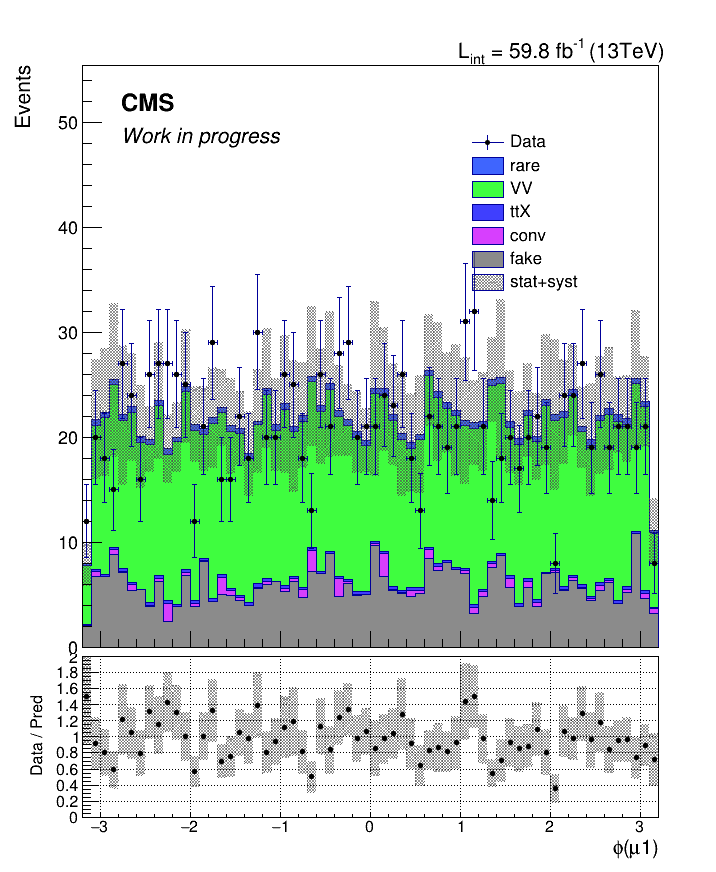 L_int = 59.8 fb^-1 (13TeV)
Events
CMS
Work in progress
Data
rare
VV
ttX
conv
fake
stat+syst
50
40
30
20
10
0
Data / Pred
2
1.8
1.6
1.4
1.2
1
0.8
0.6
0.4
0.2
0
−3 −2 −1 0 1 2 3
ϕ(μ1)